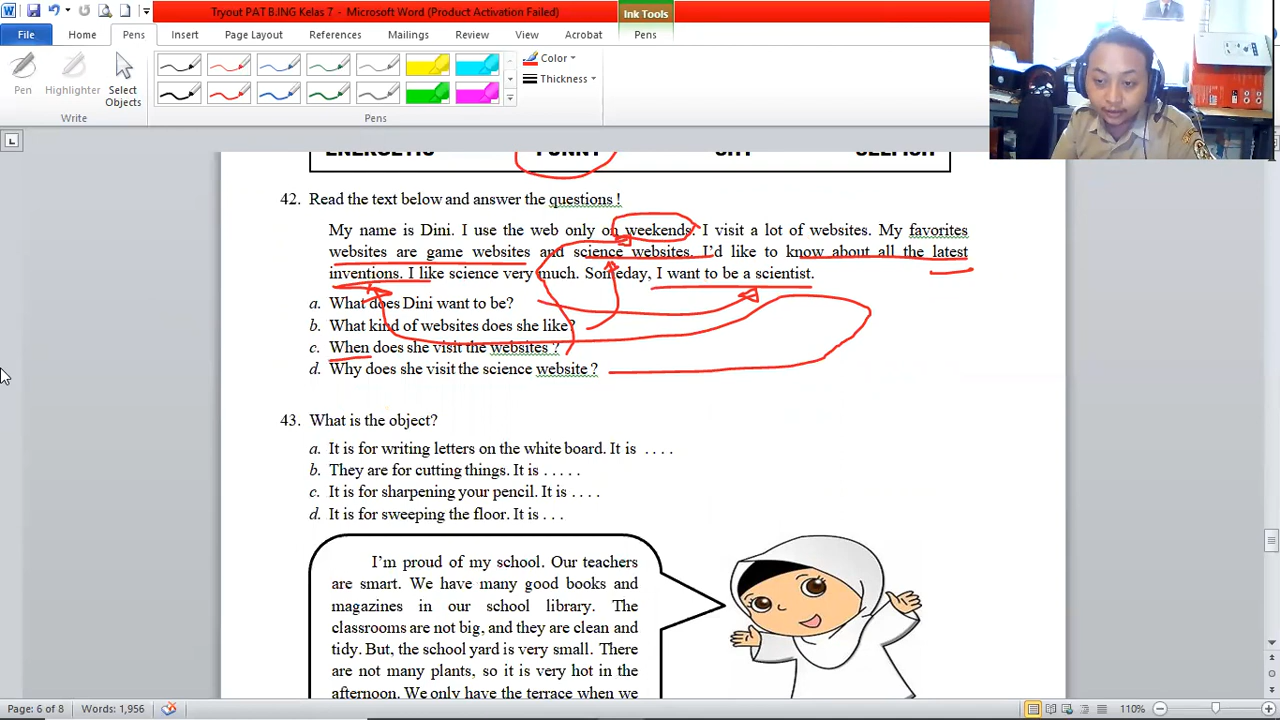 Tryout PAT B.ING Kelas 7 - Microsoft Word (Product Activation Failed)
Ink Tools
File Home Pens Insert Page Layout References Mailings Review View Acrobat Pens
Pen Highlighter Select Objects
Color
Thickness
Write
Pens
ENERGETIC FUNNY SHY SELFISH
42. Read the text below and answer the questions !
My name is Dini. I use the web only on weekends. I visit a lot of websites. My favorites
websites are game websites and science websites. I'd like to know about all the latest
inventions. I like science very much. Someday, I want to be a scientist.
a. What does Dini want to be?
b. What kind of websites does she like?
c. When does she visit the websites ?
d. Why does she visit the science website ?
43. What is the object?
a. It is for writing letters on the white board. It is . . . .
b. They are for cutting things. It is . . . . .
c. It is for sharpening your pencil. It is . . . .
d. It is for sweeping the floor. It is . . .
I'm proud of my school. Our teachers
are smart. We have many good books and
magazines in our school library. The
classrooms are not big, and they are clean and
tidy. But, the school yard is very small. There
are not many plants, so it is very hot in the
afternoon. We only have the terrace when we
Page: 6 of 8 Words: 1,956 110%